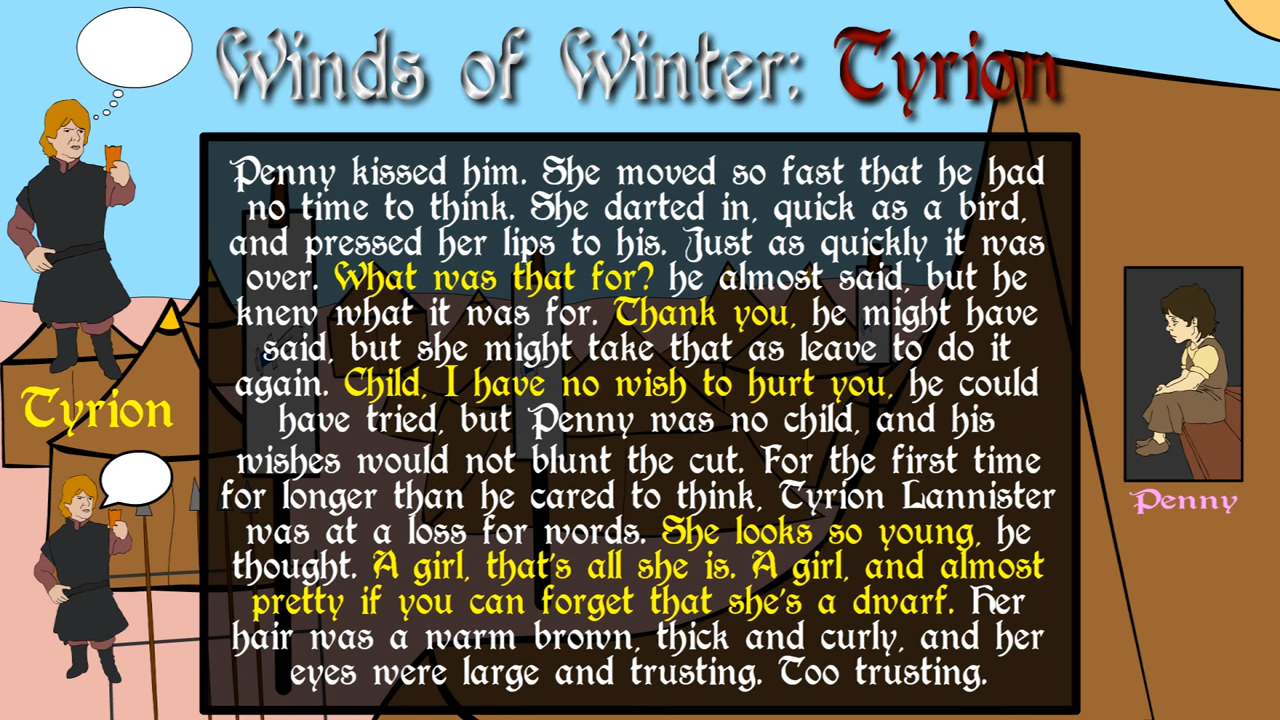 Winds of Winter: Tyrion
Penny kissed him. She moved so fast that he had
no time to think. She darted in, quick as a bird,
and pressed her lips to his. Just as quickly it was
over. What was that for? he almost said, but he
knew what it was for. Thank you, he might have
said, but she might take that as leave to do it
again. Child, I have no wish to hurt you, he could
have tried, but Penny was no child, and his
wishes would not blunt the cut. For the first time
for longer than he cared to think, Tyrion Lannister
was at a loss for words. She looks so young, he
thought. A girl, that's all she is. A girl, and almost
pretty if you can forget that she's a dwarf. Her
hair was a warm brown, thick and curly, and her
eyes were large and trusting. Too trusting.
Tyrion
Penny